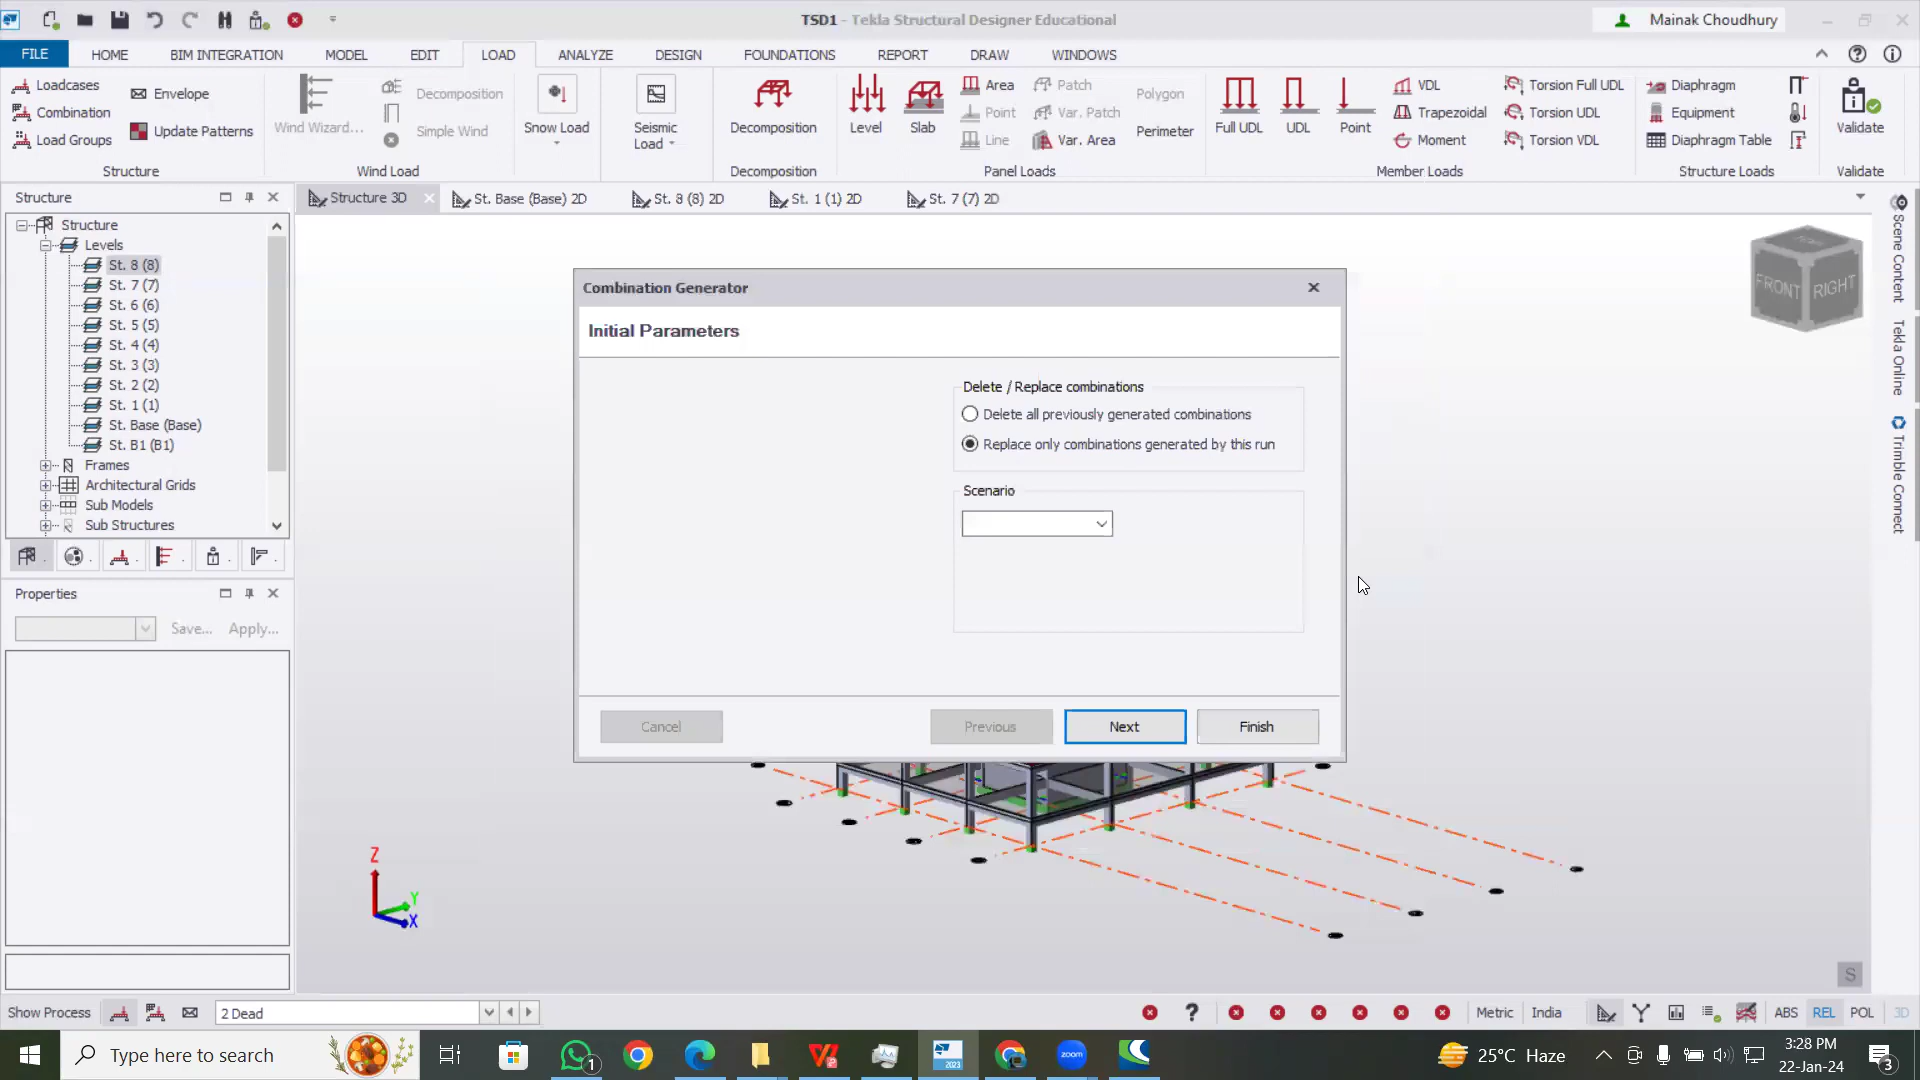 TSD1 - Tekla Structural Designer Educational
Mainak Choudhury
FILE HOME BIM INTEGRATION MODEL EDIT LOAD ANALYZE DESIGN FOUNDATIONS REPORT DRAW WINDOWS
Loadcases
Combination
Load Groups
Envelope
Update Patterns
Structure
Wind Wizard...
Decomposition
Simple Wind
Wind Load
Snow Load
Seismic
Load
Decomposition
Decomposition
Level
Slab
Area
Point
Line
Patch
Var. Patch
Var. Area
Polygon
Perimeter
Panel Loads
Full UDL
UDL
Point
VDL
Trapezoidal
Moment
Torsion Full UDL
Torsion UDL
Torsion VDL
Member Loads
Diaphragm
Equipment
Diaphragm Table
Structure Loads
Validate
Validate
Structure
Structure 3D
St. Base (Base) 2D
St. 8 (8) 2D
St. 1 (1) 2D
St. 7 (7) 2D
Structure
Levels
St. 8 (8)
St. 7 (7)
St. 6 (6)
St. 5 (5)
St. 4 (4)
St. 3 (3)
St. 2 (2)
St. 1 (1)
St. Base (Base)
St. B1 (B1)
Frames
Architectural Grids
Sub Models
Sub Structures
Properties
Save...
Apply...
Combination Generator
Initial Parameters
Delete / Replace combinations
Delete all previously generated combinations
Replace only combinations generated by this run
Scenario
Cancel
Previous
Next
Finish
TOP
FRONT
RIGHT
Scene Content
Tekla Online
Trimble Connect
Z
Y
X
S
Show Process
2 Dead
Metric
India
ABS
REL
POL
3D
Type here to search
1
2023
zoom
25°C Haze
3:28 PM
22-Jan-24
3